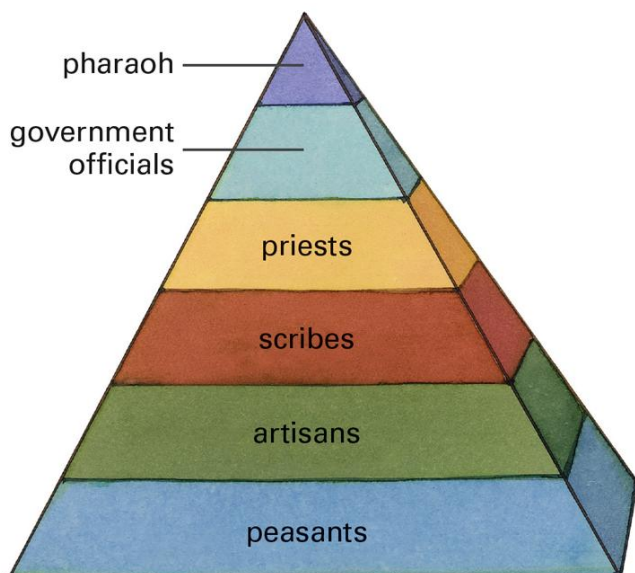 pharaoh
government
officials
priests
scribes
artisans
peasants